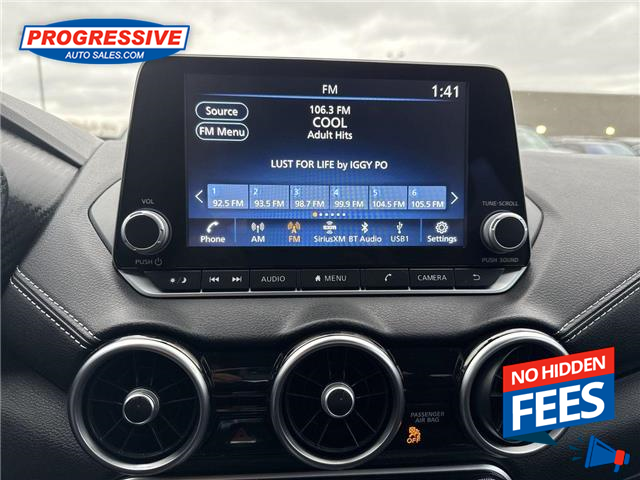 PROGRESSIVE
AUTO SALES.COM
FM
1:41
Source
106.3 FM
COOL
FM Menu
Adult Hits
LUST FOR LIFE by IGGY PO
1 2 3 4 5 6
92.5 FM 93.5 FM 98.7 FM 99.9 FM 104.5 FM 105.5 FM
Phone AM FM SiriusXM BT Audio USB1 Settings
VOL
TUNE·SCROLL
PUSH
PUSH SOUND
AUDIO MENU CAMERA
NO HIDDEN
FEES
PASSENGER
AIR BAG
OFF